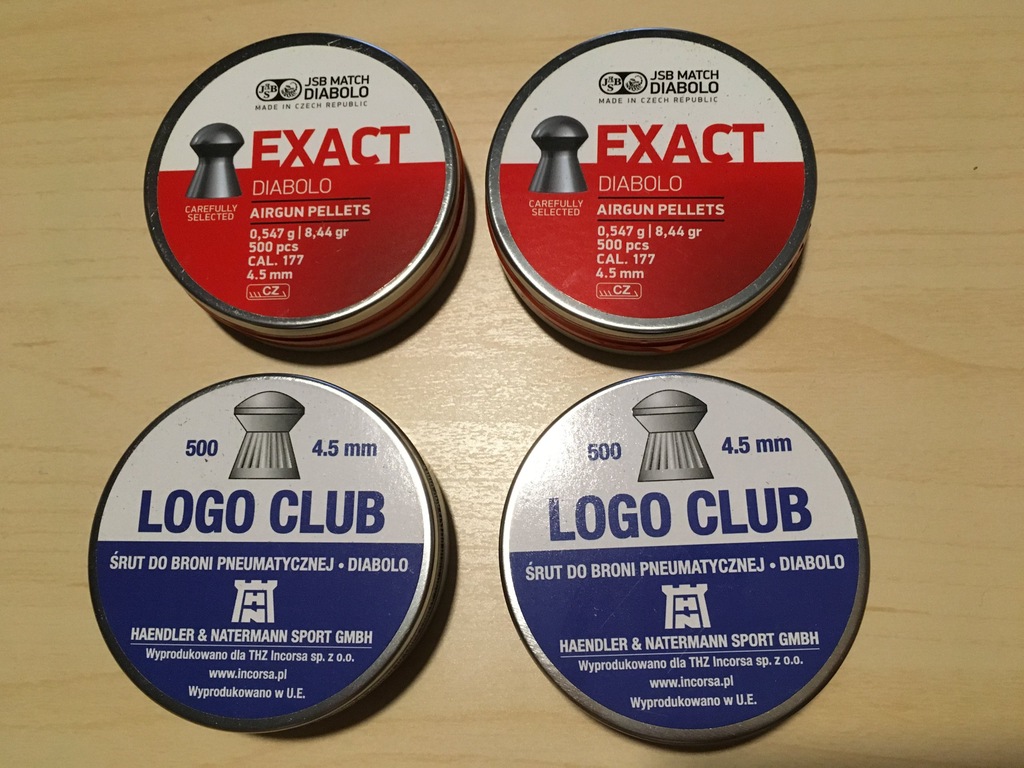 JSB
JSB MATCH
DIABOLO
MADE IN CZECH REPUBLIC
EXACT
DIABOLO
CAREFULLY
SELECTED
AIRGUN PELLETS
0,547 g | 8,44 gr
500 pcs
CAL. 177
4.5 mm
CZ
JSB
JSB MATCH
DIABOLO
MADE IN CZECH REPUBLIC
EXACT
DIABOLO
CAREFULLY
SELECTED
AIRGUN PELLETS
0,547 g | 8,44 gr
500 pcs
CAL. 177
4.5 mm
CZ
500 4.5 mm
LOGO CLUB
ŚRUT DO BRONI PNEUMATYCZNEJ • DIABOLO
HN
HAENDLER & NATERMANN SPORT GMBH
Wyprodukowano dla THZ Incorsa sp. z o.o.
www.incorsa.pl
Wyprodukowano w U.E.
500 4.5 mm
LOGO CLUB
ŚRUT DO BRONI PNEUMATYCZNEJ • DIABOLO
HN
HAENDLER & NATERMANN SPORT GMBH
Wyprodukowano dla THZ Incorsa sp. z o.o.
www.incorsa.pl
Wyprodukowano w U.E.